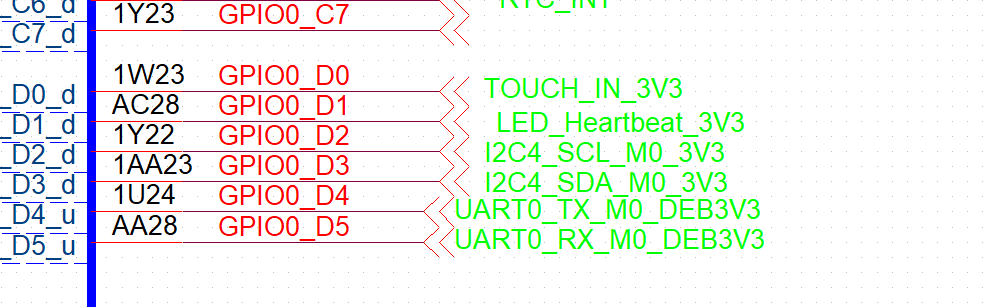 _C6_d
1Y23 GPIO0_C7 RTC_INT
_C7_d
1W23 GPIO0_D0 TOUCH_IN_3V3
_D0_d AC28 GPIO0_D1 LED_Heartbeat_3V3
_D1_d 1Y22 GPIO0_D2 I2C4_SCL_M0_3V3
_D2_d 1AA23 GPIO0_D3 I2C4_SDA_M0_3V3
_D3_d 1U24 GPIO0_D4 UART0_TX_M0_DEB3V3
_D4_u AA28 GPIO0_D5 UART0_RX_M0_DEB3V3
_D5_u